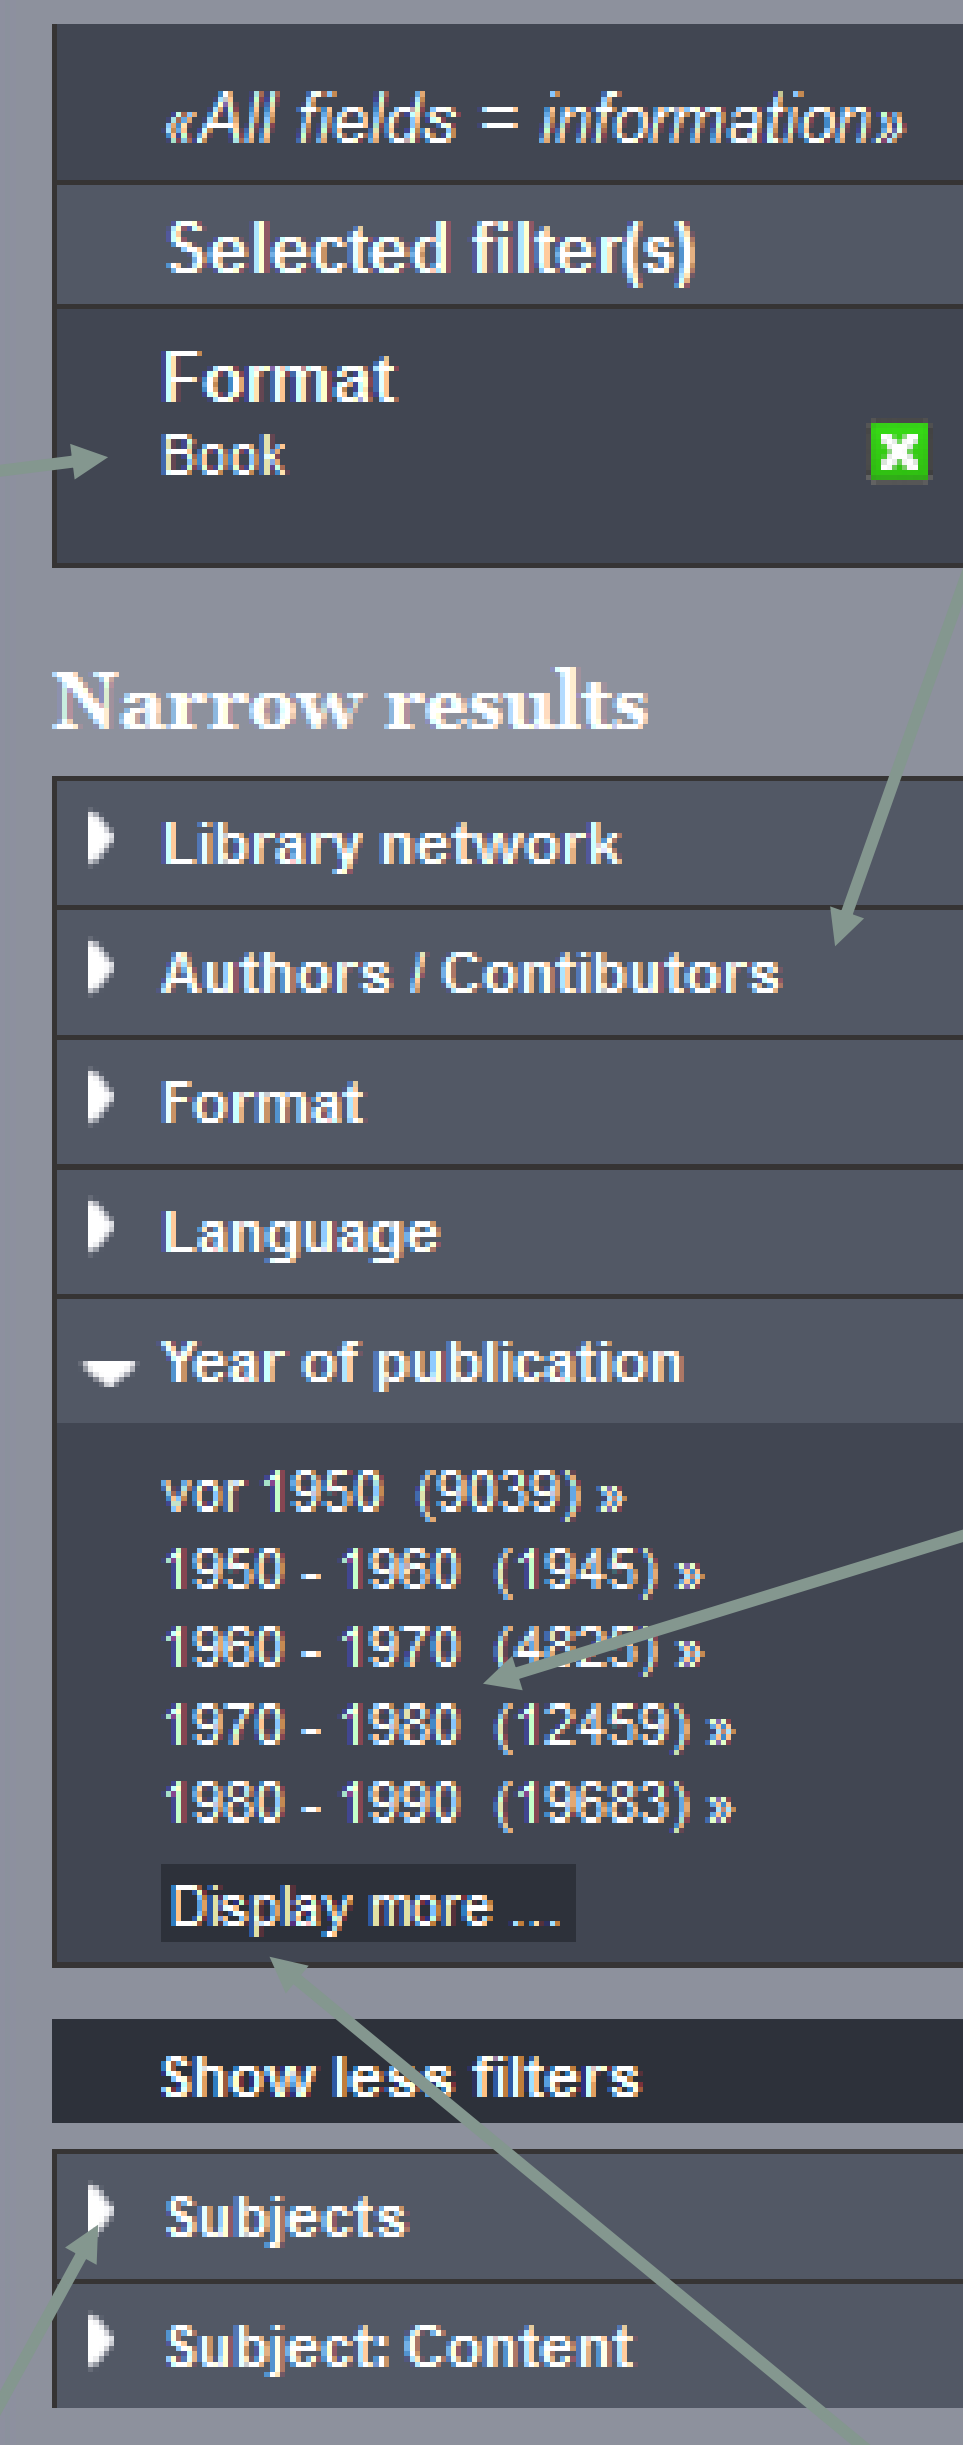 «All fields = information»
Selected filter(s)
Format
Book
Narrow results
Library network
Authors / Contibutors
Format
Language
Year of publication
vor 1950 (9039) »
1950 - 1960 (1945) »
1960 - 1970 (4825) »
1970 - 1980 (12459) »
1980 - 1990 (19683) »
Display more ...
Show less filters
Subjects
Subject: Content